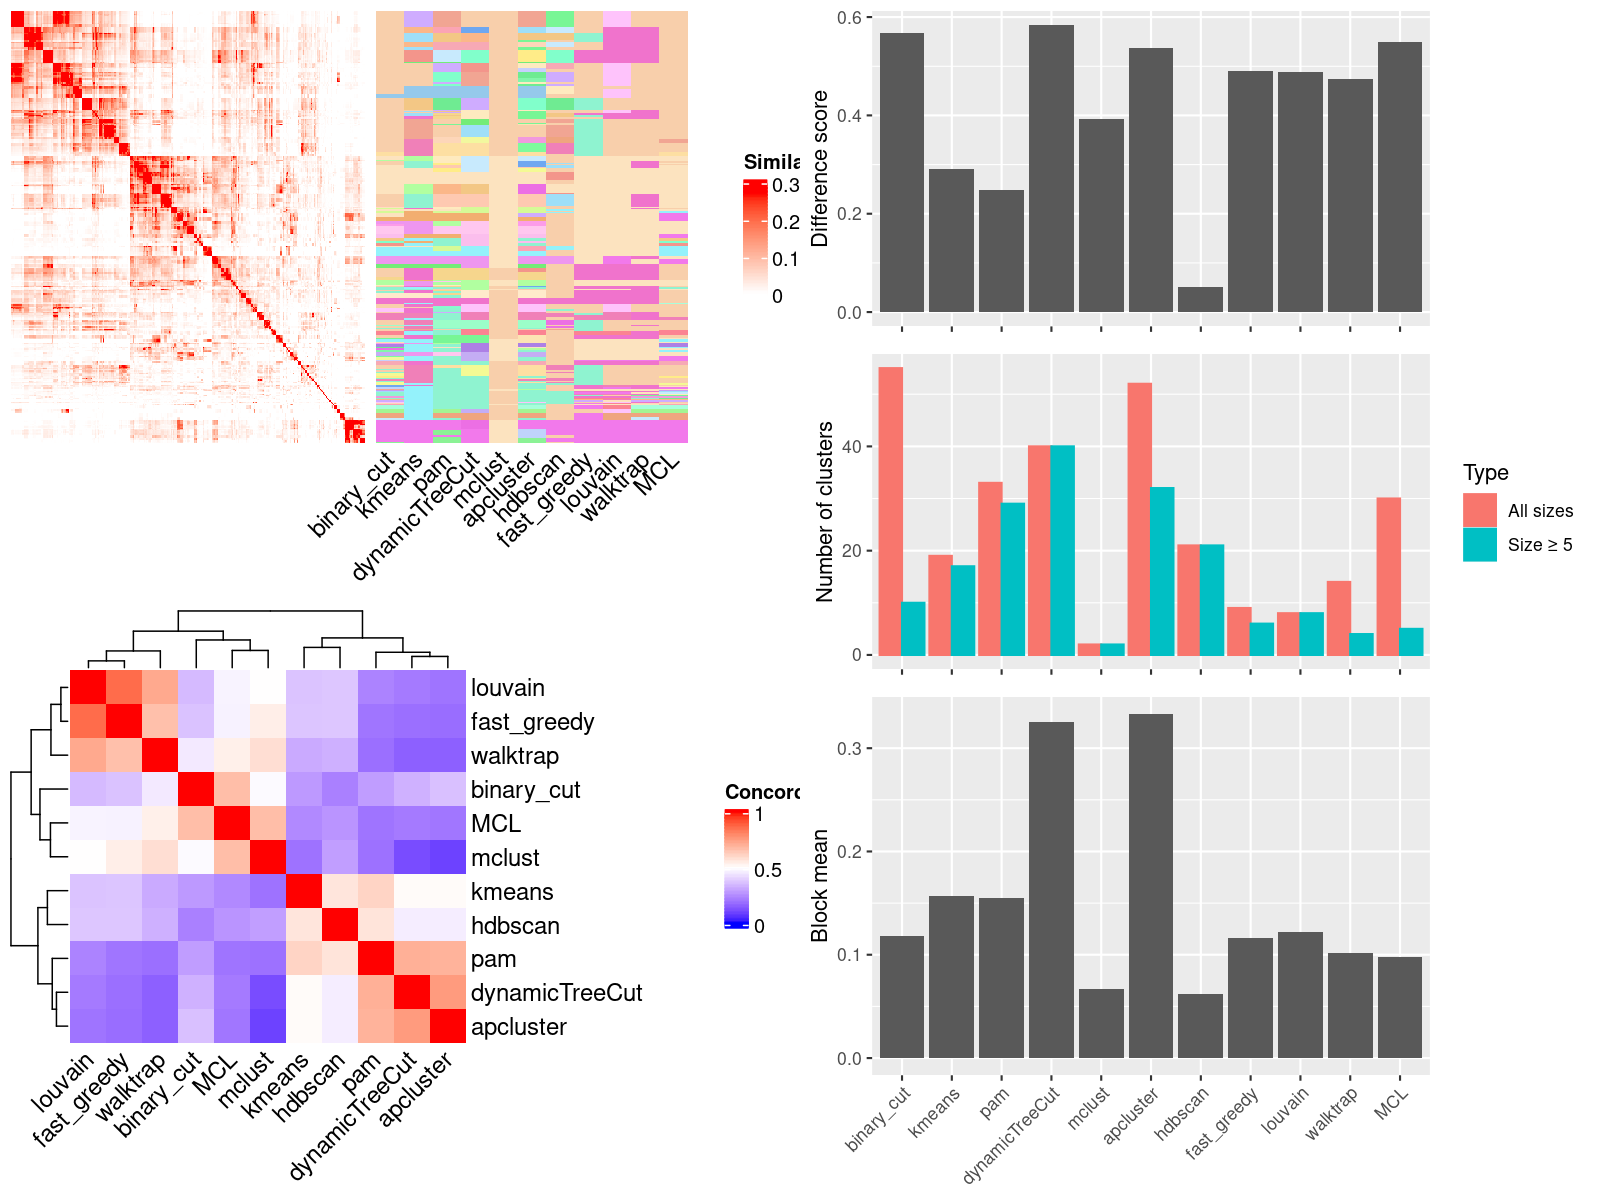 Simila
0.3
0.2
0.1
0
binary_cut
kmeans
pam
dynamicTreeCut
mclust
apcluster
hdbscan
fast_greedy
louvain
walktrap
MCL
louvain
fast_greedy
walktrap
binary_cut
MCL
mclust
kmeans
hdbscan
pam
dynamicTreeCut
apcluster
Concord
1
0.5
0
louvain
fast_greedy
walktrap
binary_cut
MCL
mclust
kmeans
hdbscan
pam
dynamicTreeCut
apcluster
Difference score
0.6
0.4
0.2
0.0
Number of clusters
40
20
0
Type
All sizes
Size ≥ 5
Block mean
0.3
0.2
0.1
0.0
binary_cut
kmeans
pam
dynamicTreeCut
mclust
apcluster
hdbscan
fast_greedy
louvain
walktrap
MCL